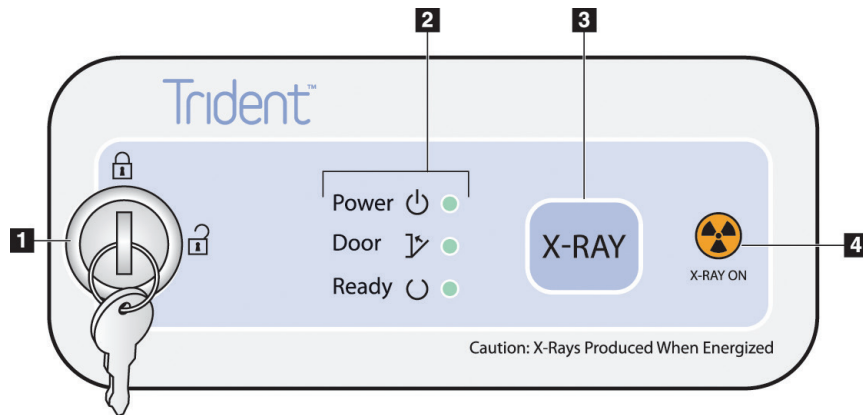 2
3
Trident™
1
Power
Door
Ready
X-RAY
4
X-RAY ON
Caution: X-Rays Produced When Energized